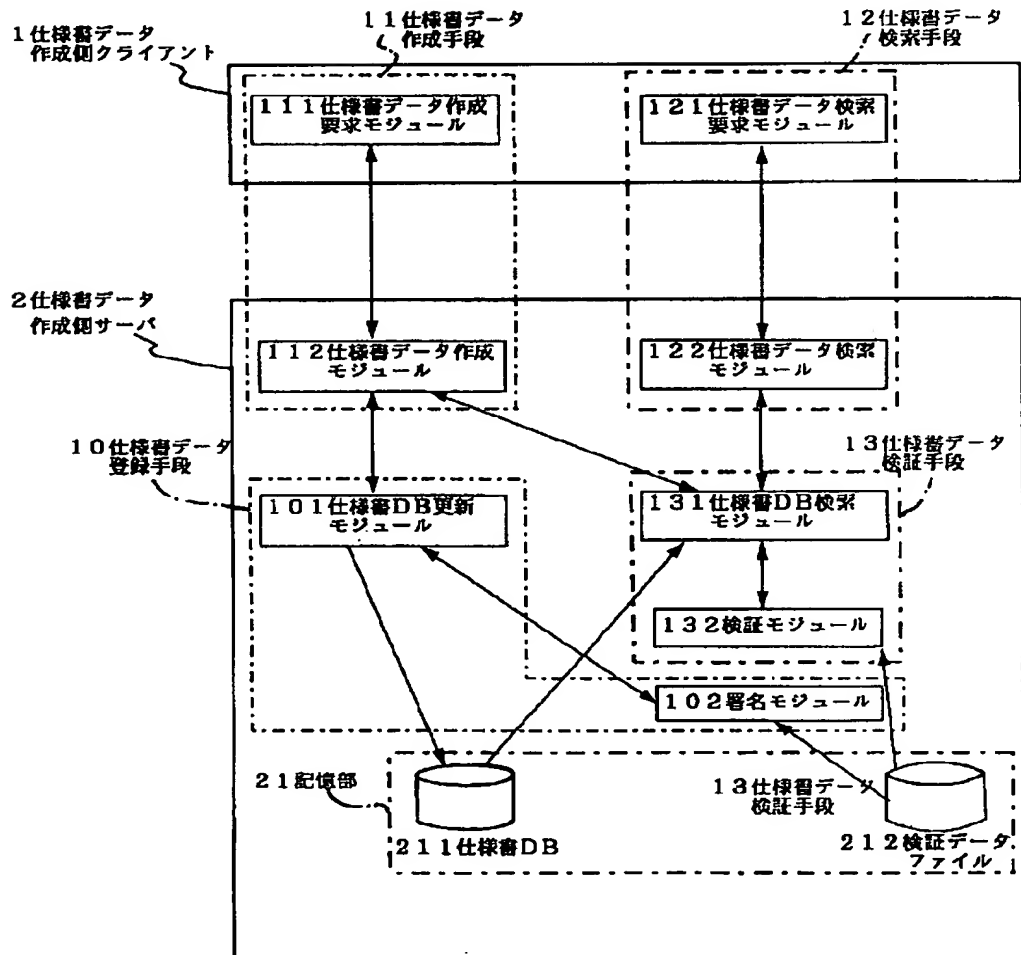 1仕様書データ
作成側クライアント
11仕様書データ
作成手段
12仕様書データ
検索手段
111仕様書データ作成
要求モジュール
121仕様書データ検索
要求モジュール
2仕様書データ
作成側サーバ
112仕様書データ作成
モジュール
122仕様書データ検索
モジュール
10仕様書データ
登録手段
13仕様書データ
検証手段
101仕様書DB更新
モジュール
131仕様書DB検索
モジュール
132検証モジュール
102署名モジュール
21記憶部
13仕様書データ
検証手段
211仕様書DB
212検証データ
ファイル